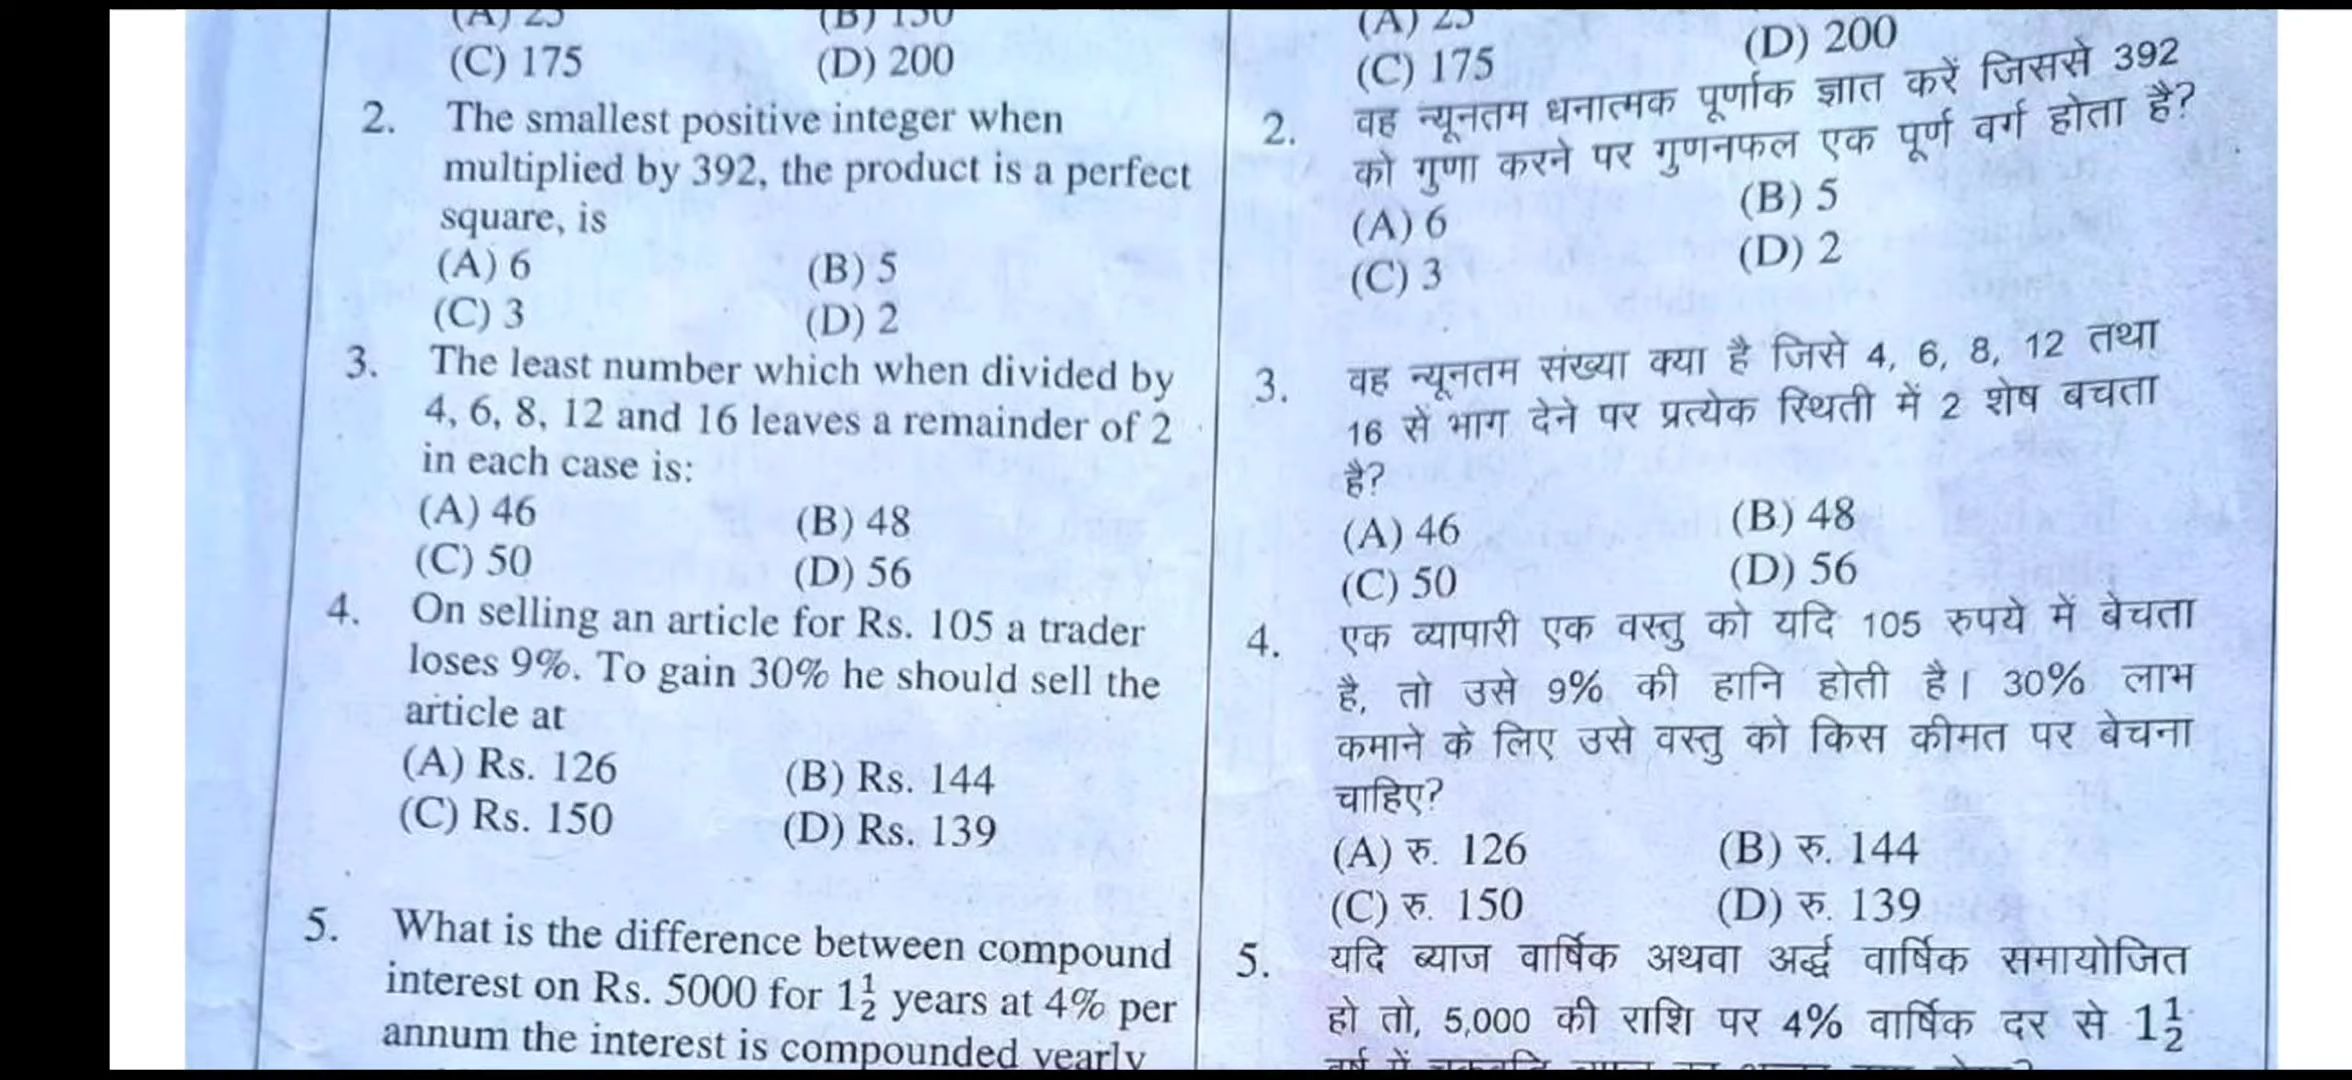 (A) 25 (B) 150
(C) 175 (D) 200
2. The smallest positive integer when
multiplied by 392, the product is a perfect
square, is
(A) 6 (B) 5
(C) 3 (D) 2
3. The least number which when divided by
4, 6, 8, 12 and 16 leaves a remainder of 2
in each case is:
(A) 46 (B) 48
(C) 50 (D) 56
4. On selling an article for Rs. 105 a trader
loses 9%. To gain 30% he should sell the
article at
(A) Rs. 126 (B) Rs. 144
(C) Rs. 150 (D) Rs. 139
5. What is the difference between compound
interest on Rs. 5000 for 1½ years at 4% per
annum the interest is compounded yearly
(A) 25
(C) 175 (D) 200
2. वह न्यूनतम धनात्मक पूर्णाक ज्ञात करें जिससे 392
को गुणा करने पर गुणनफल एक पूर्ण वर्ग होता है?
(A) 6 (B) 5
(C) 3 (D) 2
3. वह न्यूनतम संख्या क्या है जिसे 4, 6, 8, 12 तथा
16 से भाग देने पर प्रत्येक स्थिती में 2 शेष बचता
है?
(A) 46 (B) 48
(C) 50 (D) 56
4. एक व्यापारी एक वस्तु को यदि 105 रुपये में बेचता
है, तो उसे 9% की हानि होती है। 30% लाभ
कमाने के लिए उसे वस्तु को किस कीमत पर बेचना
चाहिए?
(A) रु. 126 (B) रु. 144
(C) रु. 150 (D) रु. 139
5. यदि ब्याज वार्षिक अथवा अर्द्ध वार्षिक समायोजित
हो तो, 5,000 की राशि पर 4% वार्षिक दर से 1½